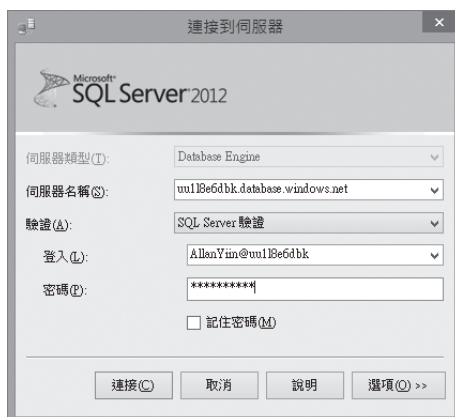 連接到伺服器
Microsoft®
SQL Server 2012
伺服器類型(T):
Database Engine
伺服器名稱(S):
uu1l8e6dbk.database.windows.net
驗證(A):
SQL Server 驗證
登入(L):
AllanYiin@uu1l8e6dbk
密碼(P):
**********
記住密碼(M)
連接(C)
取消
說明
選項(O) >>